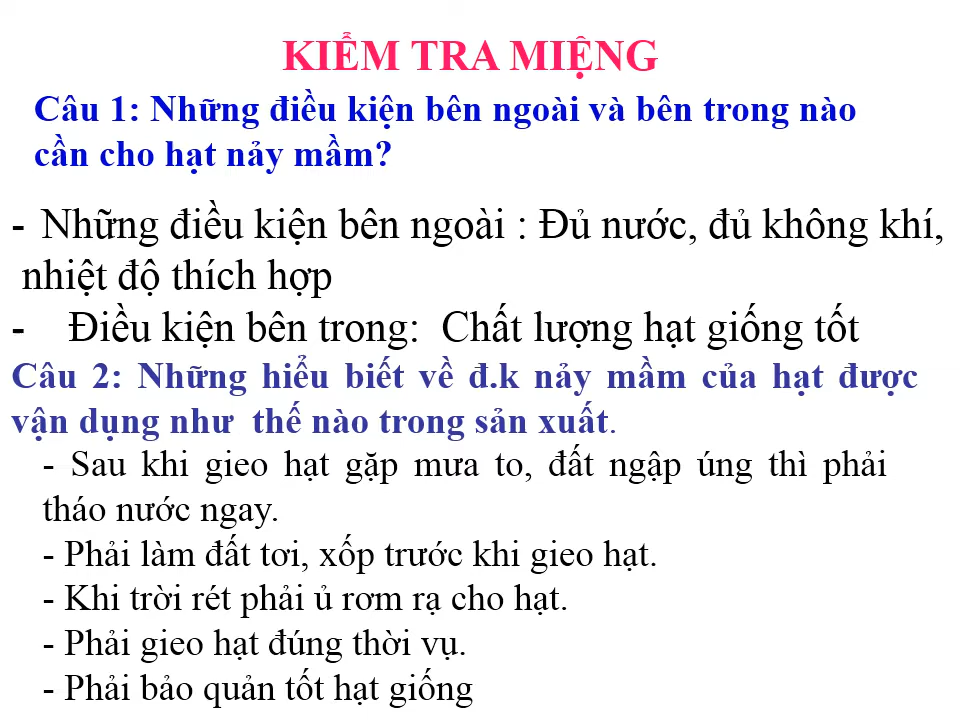 KIỂM TRA MIỆNG
Câu 1: Những điều kiện bên ngoài và bên trong nào
cần cho hạt nảy mầm?
- Những điều kiện bên ngoài : Đủ nước, đủ không khí,
nhiệt độ thích hợp
- Điều kiện bên trong: Chất lượng hạt giống tốt
Câu 2: Những hiểu biết về đ.k nảy mầm của hạt được
vận dụng như thế nào trong sản xuất.
- Sau khi gieo hạt gặp mưa to, đất ngập úng thì phải
tháo nước ngay.
- Phải làm đất tơi, xốp trước khi gieo hạt.
- Khi trời rét phải ủ rơm rạ cho hạt.
- Phải gieo hạt đúng thời vụ.
- Phải bảo quản tốt hạt giống